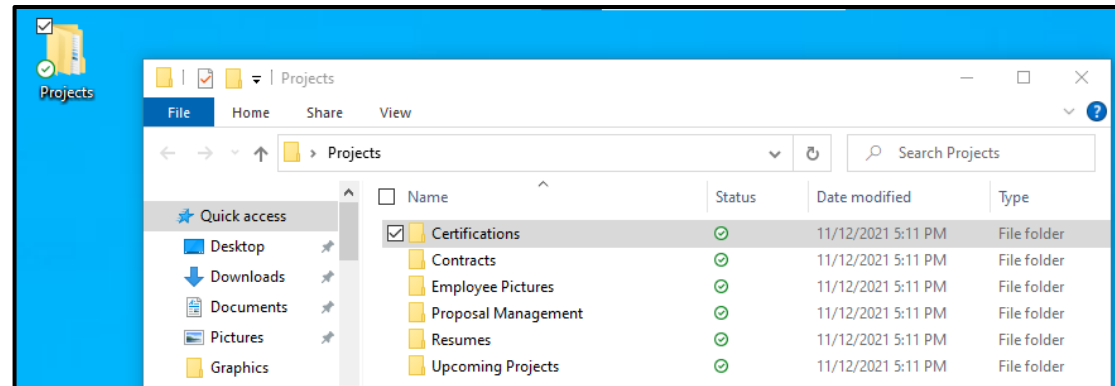 Projects
Projects
File Home Share View
Projects Search Projects
Name Status Date modified Type
Quick access
Certifications 11/12/2021 5:11 PM File folder
Desktop
Contracts 11/12/2021 5:11 PM File folder
Downloads
Employee Pictures 11/12/2021 5:11 PM File folder
Documents
Proposal Management 11/12/2021 5:11 PM File folder
Pictures
Resumes 11/12/2021 5:11 PM File folder
Graphics
Upcoming Projects 11/12/2021 5:11 PM File folder